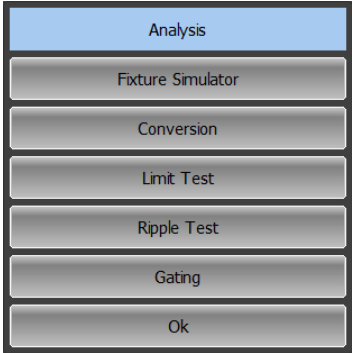 Analysis
Fixture Simulator
Conversion
Limit Test
Ripple Test
Gating
Ok